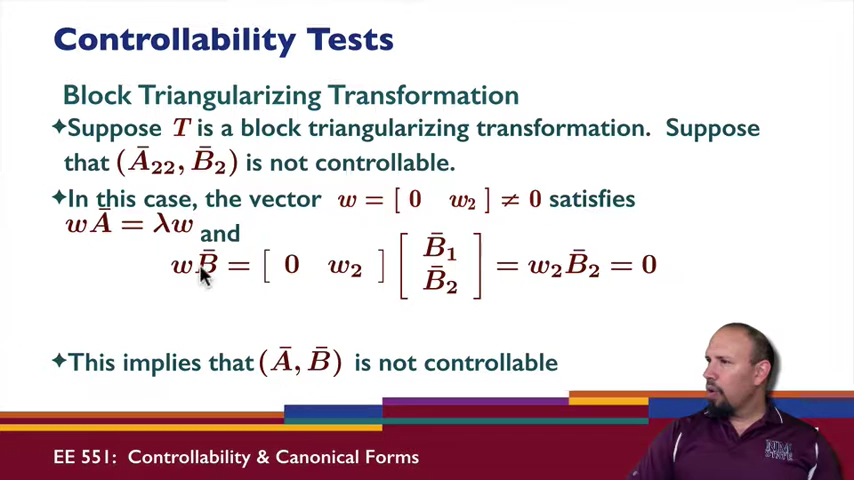 Controllability Tests
Block Triangularizing Transformation
✦Suppose T is a block triangularizing transformation. Suppose
that (Ā₂₂, B̄₂) is not controllable.
✦In this case, the vector w = [ 0 w₂ ] ≠ 0 satisfies
wĀ = λw and
wB̄ = [ 0 w₂ ] [ B̄₁ B̄₂ ] = w₂B̄₂ = 0
✦This implies that (Ā, B̄) is not controllable
EE 551: Controllability & Canonical Forms
NM
STATE